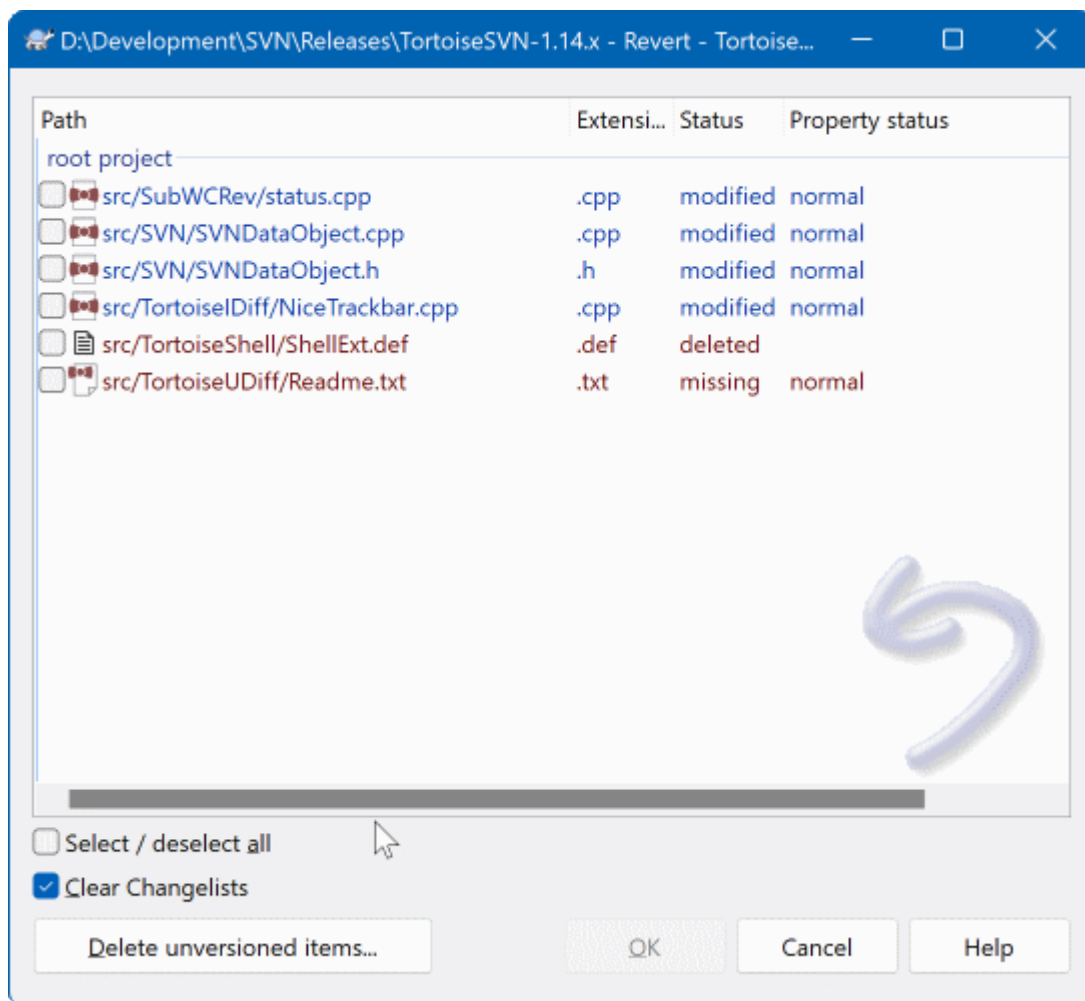 D:\Development\SVN\Releases\TortoiseSVN-1.14.x - Revert - Tortoise...
Path Extensi... Status Property status
root project
src/SubWCRev/status.cpp .cpp modified normal
src/SVN/SVNDataObject.cpp .cpp modified normal
src/SVN/SVNDataObject.h .h modified normal
src/TortoiseIDiff/NiceTrackbar.cpp .cpp modified normal
src/TortoiseShell/ShellExt.def .def deleted
src/TortoiseUDiff/Readme.txt .txt missing normal
Select / deselect all
Clear Changelists
Delete unversioned items... OK Cancel Help